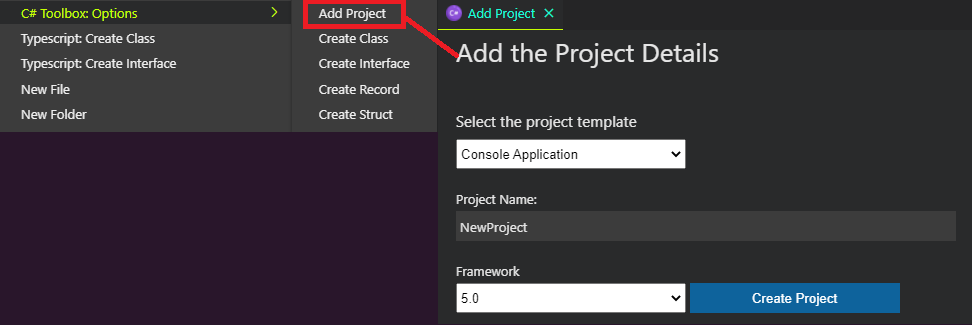 C# Toolbox: Options
Typescript: Create Class
Typescript: Create Interface
New File
New Folder
Add Project
Create Class
Create Interface
Create Record
Create Struct
C# Add Project
Add the Project Details
Select the project template
Console Application
Project Name:
NewProject
Framework
5.0
Create Project